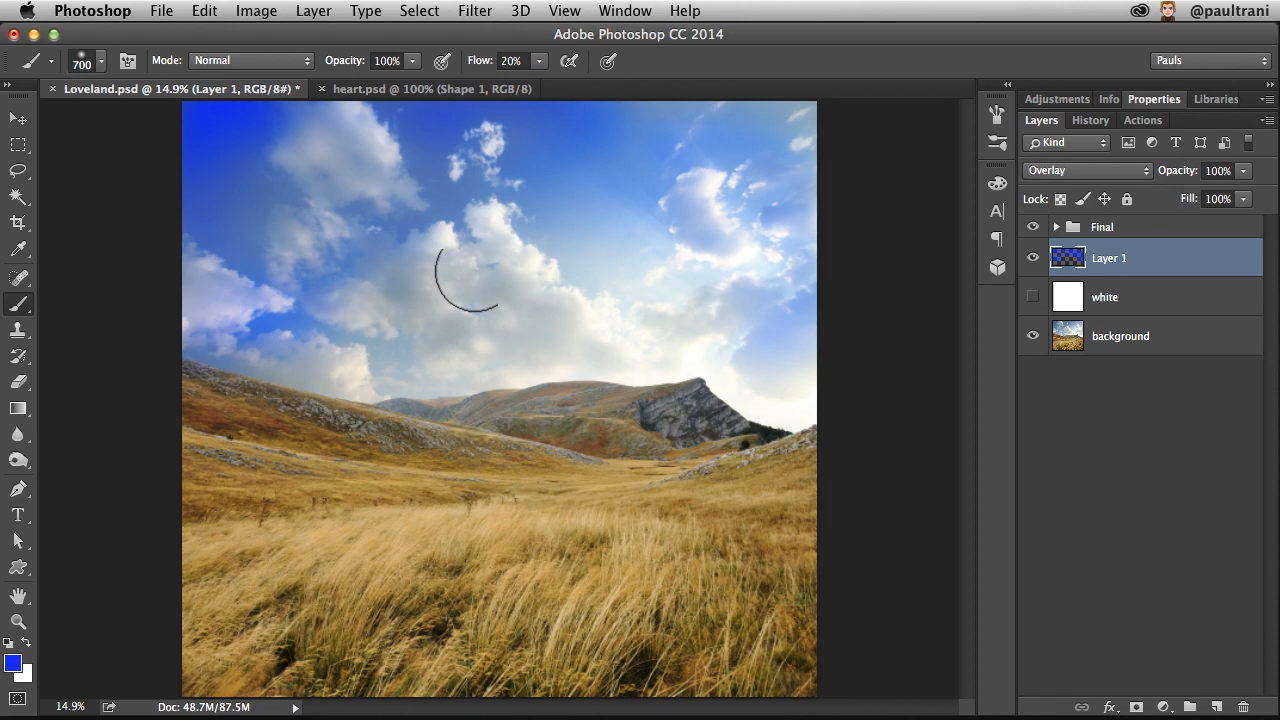 Photoshop File Edit Image Layer Type Select Filter 3D View Window Help @paultrani
Adobe Photoshop CC 2014
700 Mode: Normal Opacity: 100% Flow: 20% Pauls
× Loveland.psd @ 14.9% (Layer 1, RGB/8#) * × heart.psd @ 100% (Shape 1, RGB/8)
Adjustments Info Properties Libraries
Layers History Actions
Kind
Overlay Opacity: 100%
Lock: Fill: 100%
Final
Layer 1
white
background
14.9% Doc: 48.7M/87.5M